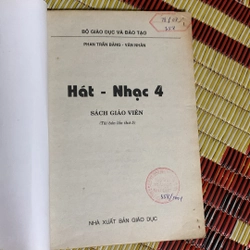 BỘ GIÁO DỤC VÀ ĐÀO TẠO
PHAN TRẦN BẢNG - VĂN NHÂN
Hát - Nhạc 4
SÁCH GIÁO VIÊN
NHÀ XUẤT BẢN GIÁO DỤC